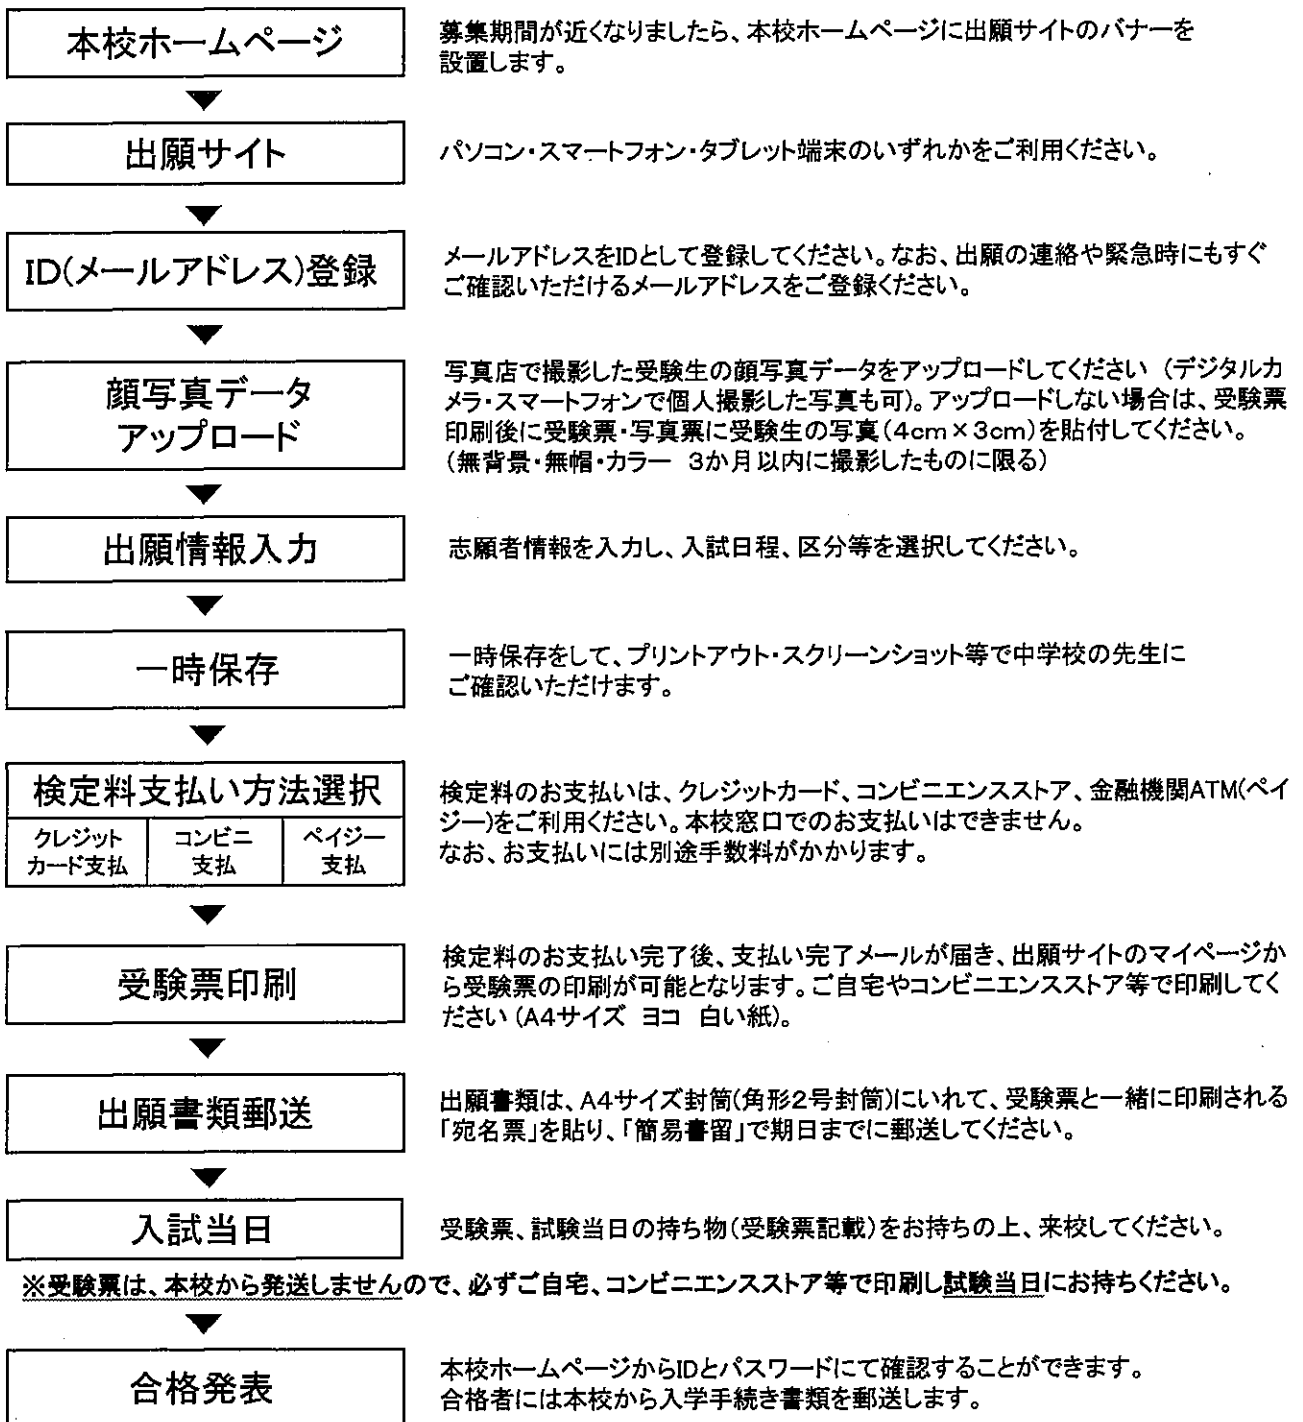 本校ホームページ
募集期間が近くなりましたら、本校ホームページに出願サイトのバナーを
設置します。
出願サイト
パソコン・スマートフォン・タブレット端末のいずれかをご利用ください。
ID(メールアドレス)登録
メールアドレスをIDとして登録してください。なお、出願の連絡や緊急時にもすぐ
ご確認いただけるメールアドレスをご登録ください。
顔写真データ
アップロード
写真店で撮影した受験生の顔写真データをアップロードしてください（デジタルカ
メラ・スマートフォンで個人撮影した写真も可）。アップロードしない場合は、受験票
印刷後に受験票・写真票に受験生の写真（4cm×3cm）を貼付してください。
（無背景・無帽・カラー　3か月以内に撮影したものに限る）
出願情報入力
志願者情報を入力し、入試日程、区分等を選択してください。
一時保存
一時保存をして、プリントアウト・スクリーンショット等で中学校の先生に
ご確認いただけます。
検定料支払い方法選択
クレジット
カード支払
コンビニ
支払
ペイジー
支払
検定料のお支払いは、クレジットカード、コンビニエンスストア、金融機関ATM(ペイ
ジー)をご利用ください。本校窓口でのお支払いはできません。
なお、お支払いには別途手数料がかかります。
受験票印刷
検定料のお支払い完了後、支払い完了メールが届き、出願サイトのマイページか
ら受験票の印刷が可能となります。ご自宅やコンビニエンスストア等で印刷してく
ださい（A4サイズ　ヨコ　白い紙）。
出願書類郵送
出願書類は、A4サイズ封筒(角形2号封筒)にいれて、受験票と一緒に印刷される
「宛名票」を貼り、「簡易書留」で期日までに郵送してください。
入試当日
受験票、試験当日の持ち物（受験票記載）をお持ちの上、来校してください。
※受験票は、本校から発送しませんので、必ずご自宅、コンビニエンスストア等で印刷し試験当日にお持ちください。
合格発表
本校ホームページからIDとパスワードにて確認することができます。
合格者には本校から入学手続き書類を郵送します。